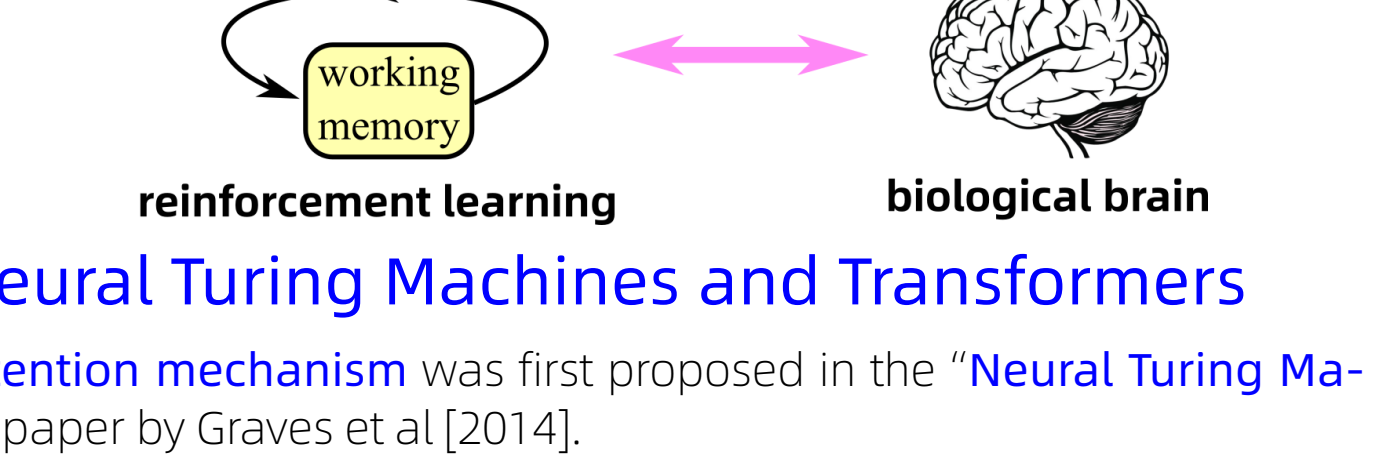 working
memory
reinforcement learning
biological brain
eural Turing Machines and Transformers
ention mechanism was first proposed in the “Neural Turing Ma-
paper by Graves et al [2014].